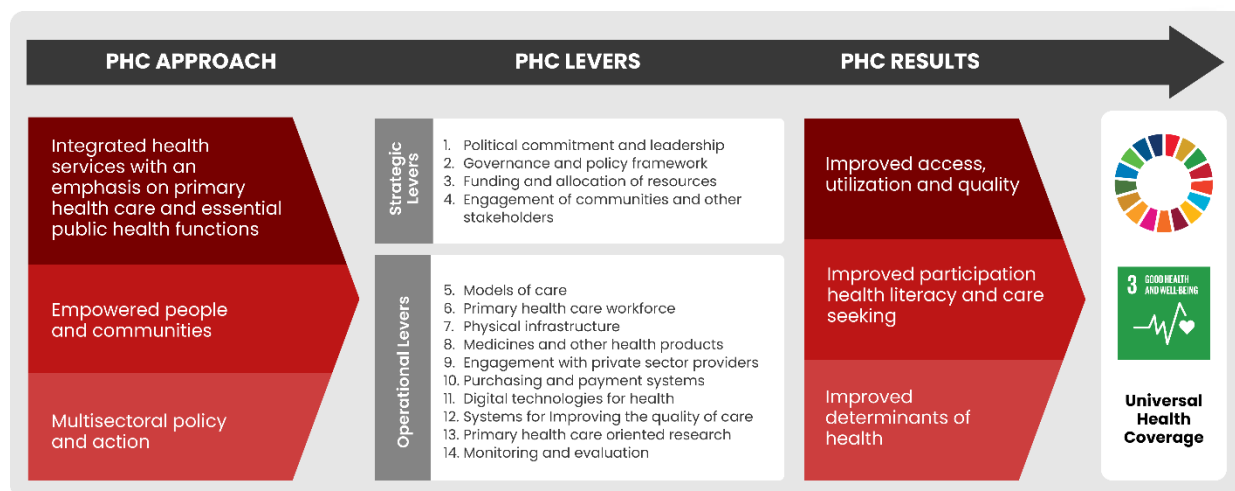 PHC APPROACH
PHC LEVERS
PHC RESULTS
Integrated health
services with an
emphasis on primary
health care and essential
public health functions
Empowered people
and communities
Multisectoral policy
and action
Strategic
Levers
1. Political commitment and leadership
2. Governance and policy framework
3. Funding and allocation of resources
4. Engagement of communities and other
stakeholders
Operational Levers
5. Models of care
6. Primary health care workforce
7. Physical infrastructure
8. Medicines and other health products
9. Engagement with private sector providers
10. Purchasing and payment systems
11. Digital technologies for health
12. Systems for Improving the quality of care
13. Primary health care oriented research
14. Monitoring and evaluation
Improved access,
utilization and quality
Improved participation
health literacy and care
seeking
Improved
determinants of
health
3 GOOD HEALTH
AND WELL-BEING
Universal
Health
Coverage